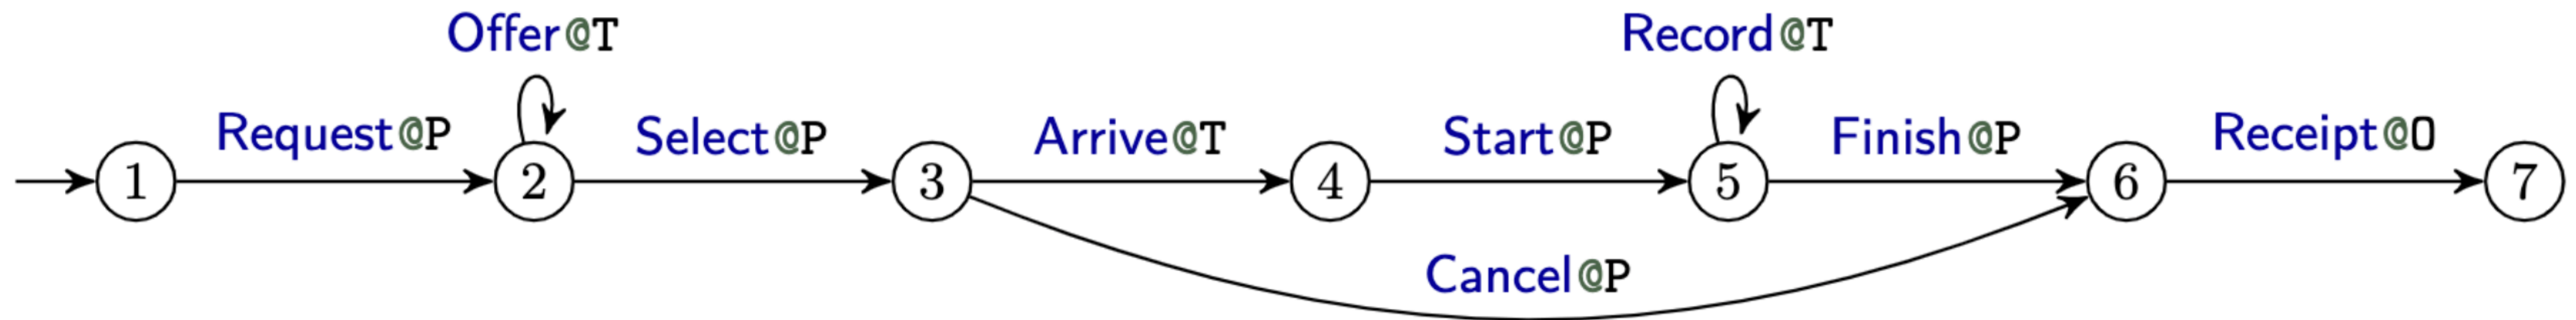 Offer@T
Record@T
Request@P
Select@P
Arrive@T
Start@P
Finish@P
Receipt@O
1
2
3
4
5
6
7
Cancel@P